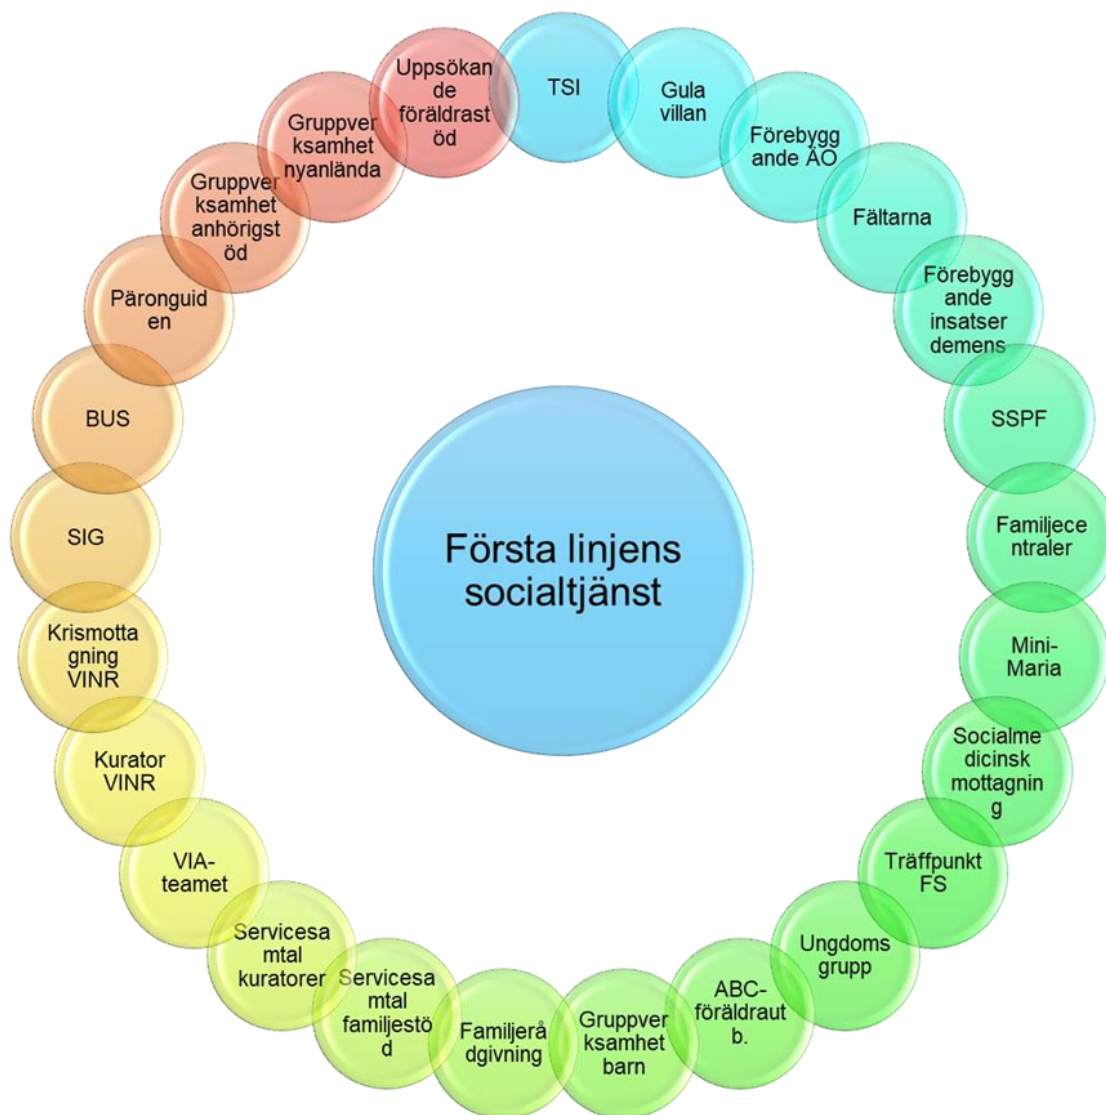 TSI
Gula
villan
Förebygg
ande ÄO
Fältarna
Förebygg
ande
insatser
demens
SSPF
Familjece
ntraler
Mini-
Maria
Socialme
dicinsk
mottagnin
g
Träffpunkt
FS
Ungdoms
grupp
ABC-
föräldraut
b.
Gruppver
ksamhet
barn
Familjerå
dgivning
Servicesa
mtal
familjestö
d
Servicesa
mtal
kuratorer
VIA-
teamet
Kurator
VINR
Krismotta
gning
VINR
SIG
BUS
Päronguid
en
Gruppver
ksamhet
anhörigst
öd
Gruppver
ksamhet
nyanlända
Uppsökan
de
föräldrast
öd
Första linjens
socialtjänst